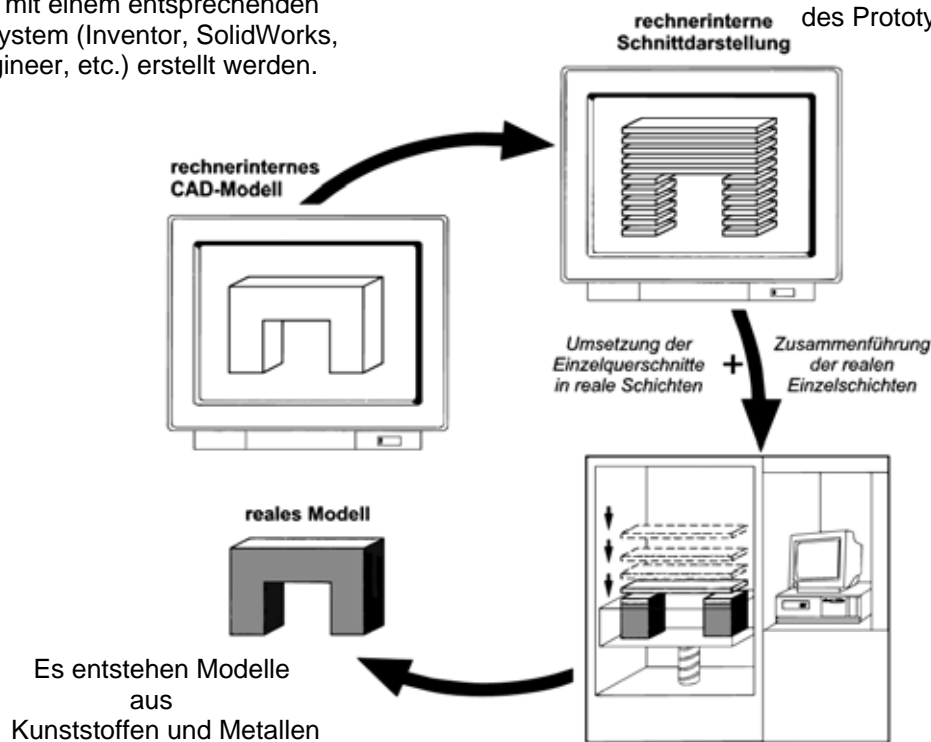 mit einem entsprechenden
ystem (Inventor, SolidWorks,
gineer, etc.) erstellt werden.
rechnerinterne
Schnittdarstellung
des Prototy
rechnerinternes
CAD-Modell
Umsetzung der
Einzelquerschnitte
in reale Schichten
+
Zusammenführung
der realen
Einzelschichten
reales Modell
Es entstehen Modelle
aus
Kunststoffen und Metallen